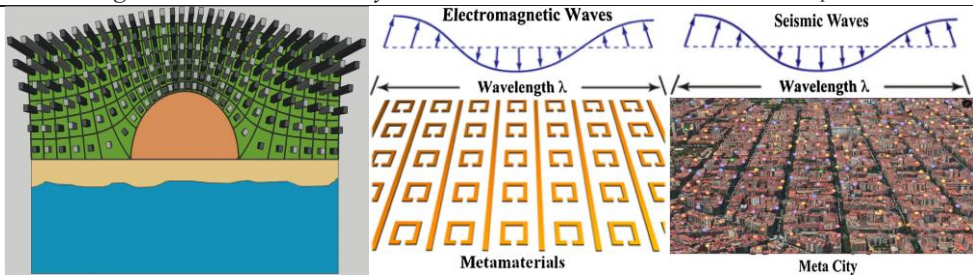 Electromagnetic Waves
Seismic Waves
Wavelength λ
Wavelength λ
Metamaterials
Meta City